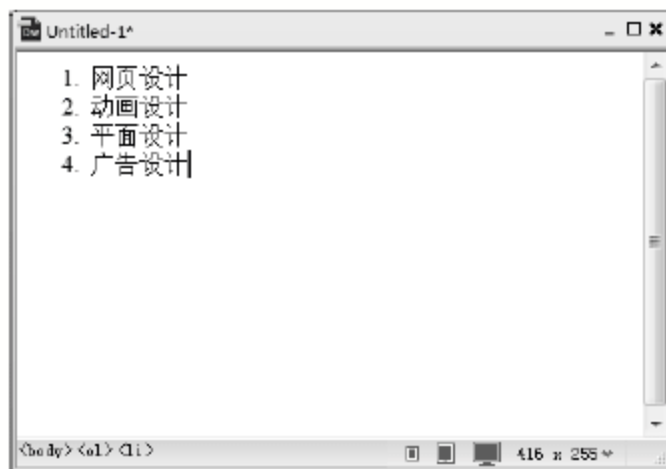 Untitled-1*
1. 网页设计
2. 动画设计
3. 平面设计
4. 广告设计
<body><ol><li> 416 x 255